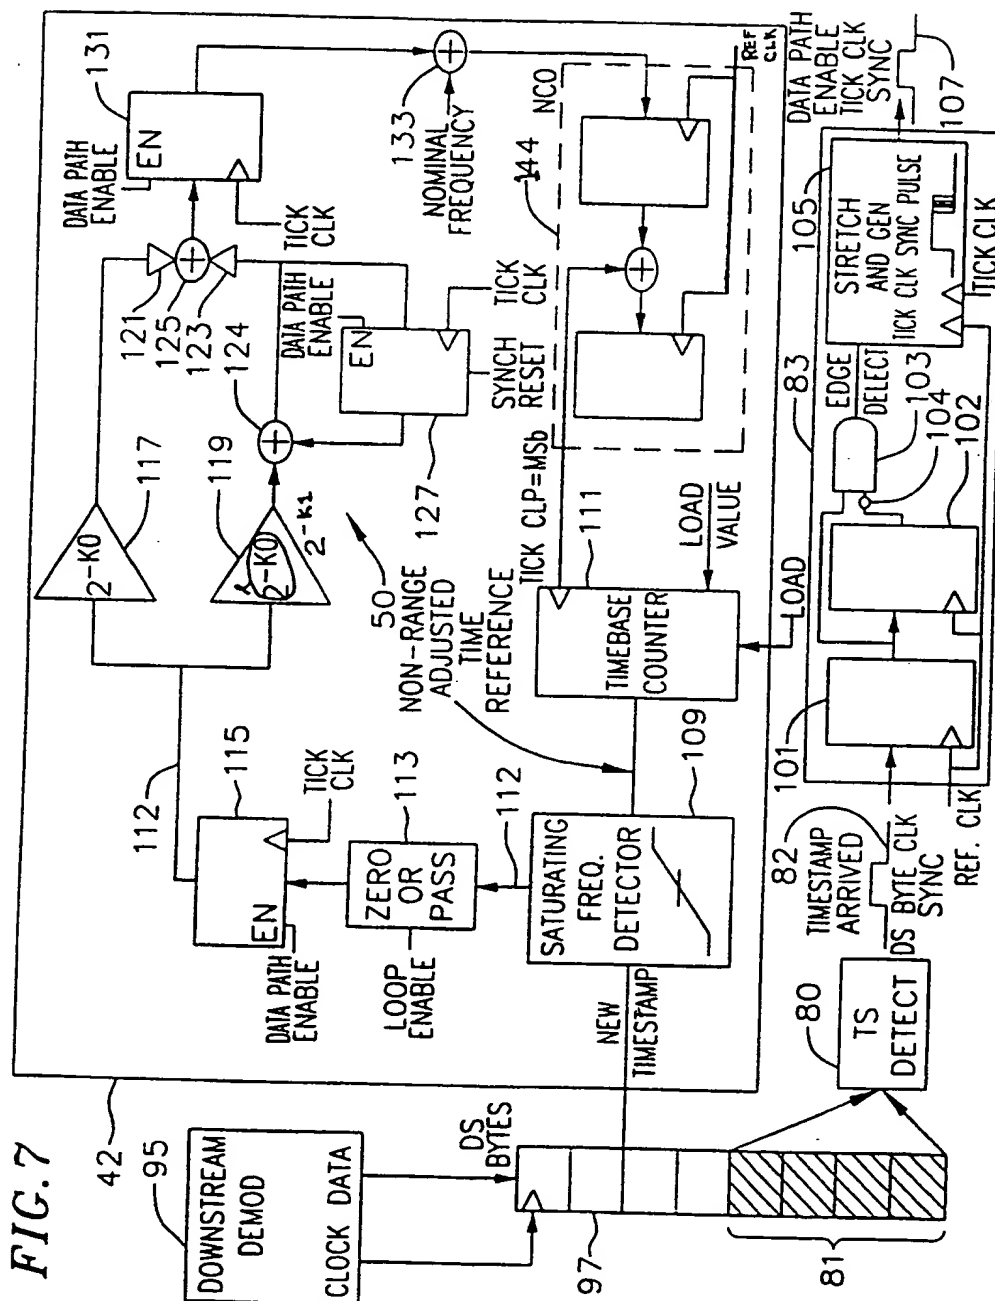 FIG. 7
42
95
DOWNSTREAM
DEMOD
CLOCK DATA
DS
BYTES
97
81
NEW
TIMESTAMP
80
TS
DETECT
TIMESTAMP
ARRIVED
82
DS BYTE CLK
SYNC
REF. CLK
SATURATING
FREQ.
DETECTOR
109
112
ZERO
OR
PASS
113
LOOP
ENABLE
EN
115
DATA PATH
ENABLE
TICK
CLK
112
2-K0
117
2-K0
119
2-K1
50
NON-RANGE
ADJUSTED
TIME
REFERENCE
TIMEBASE
COUNTER
111
TICK CLP=MSb
LOAD
VALUE
LOAD
121
125
123
124
DATA PATH
ENABLE
EN
127
TICK
CLK
SYNCH
RESET
DATA PATH
ENABLE
EN
131
TICK
CLK
133
NOMINAL
FREQUENCY
144
NCO
REF
CLK
83
101
102
104
103
EDGE
DELECT
105
STRETCH
AND GEN
TICK CLK SYNC PULSE
TICK CLK
DATA PATH
ENABLE
TICK CLK
SYNC
107